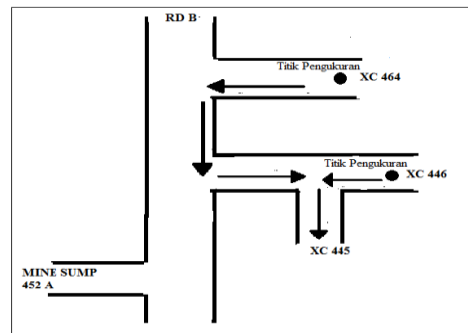 RD B
Titik Pengukuran
XC 464
Titik Pengukuran
XC 446
XC 445
MINE SUMP
452 A